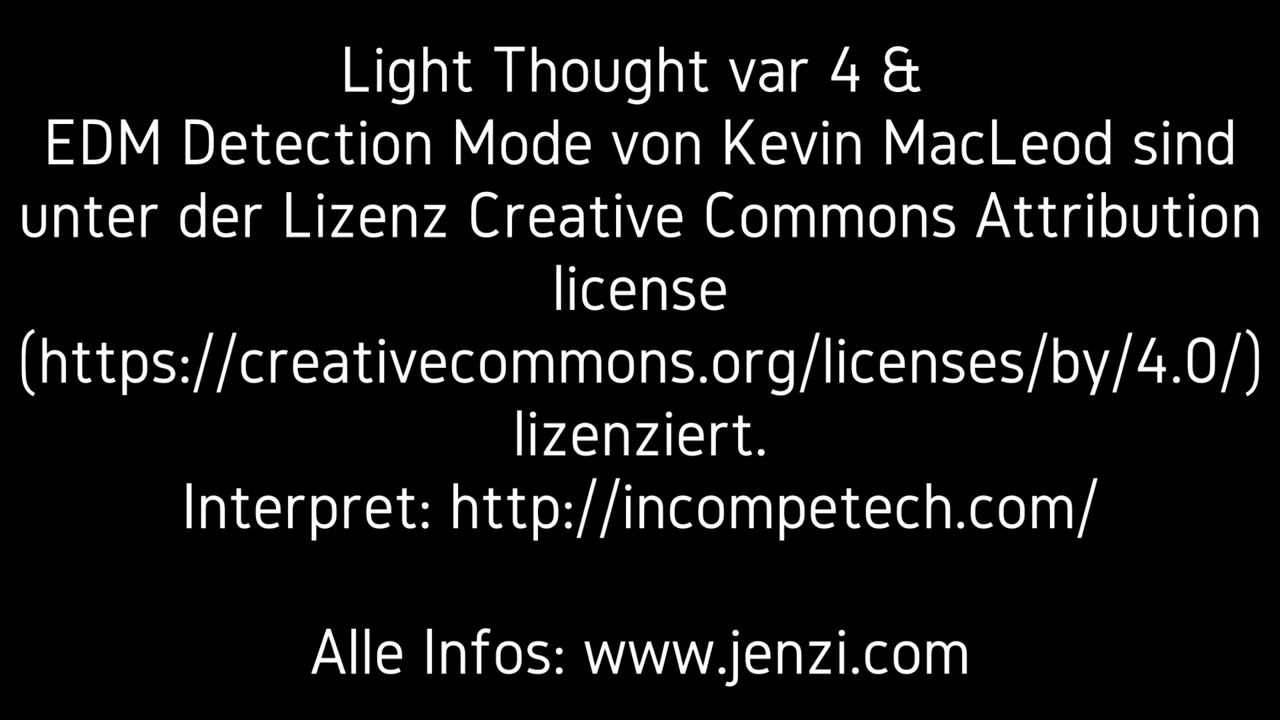 Light Thought var 4 &
EDM Detection Mode von Kevin MacLeod sind
unter der Lizenz Creative Commons Attribution
license
(https://creativecommons.org/licenses/by/4.0/)
lizenziert.
Interpret: http://incompetech.com/
Alle Infos: www.jenzi.com